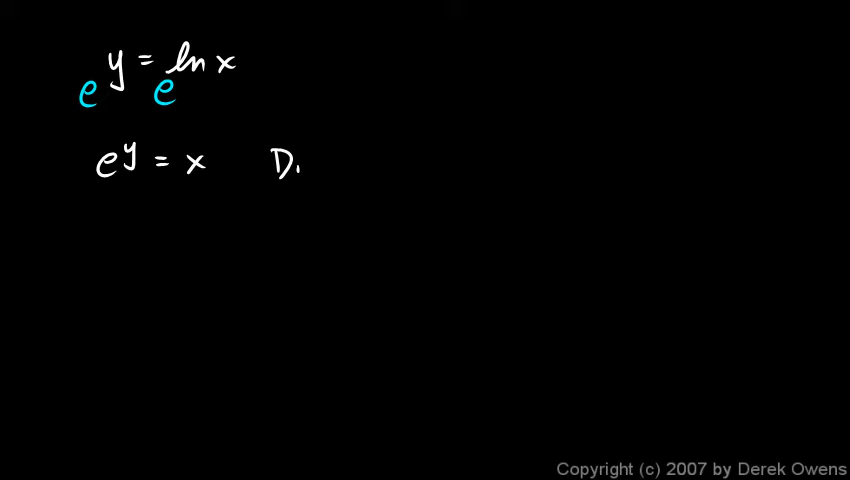 y = ln x
e e
e^y = x D.
Copyright (c) 2007 by Derek Owens